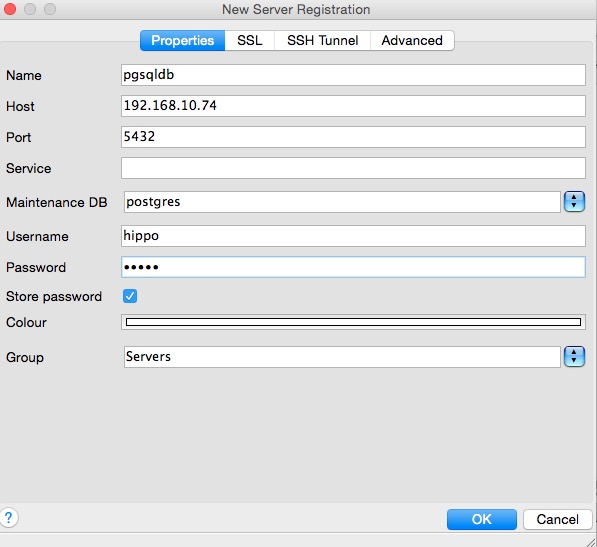 New Server Registration
Properties SSL SSH Tunnel Advanced
Name pgsqldb
Host 192.168.10.74
Port 5432
Service
Maintenance DB postgres
Username hippo
Password •••••
Store password
Colour
Group Servers
? OK Cancel